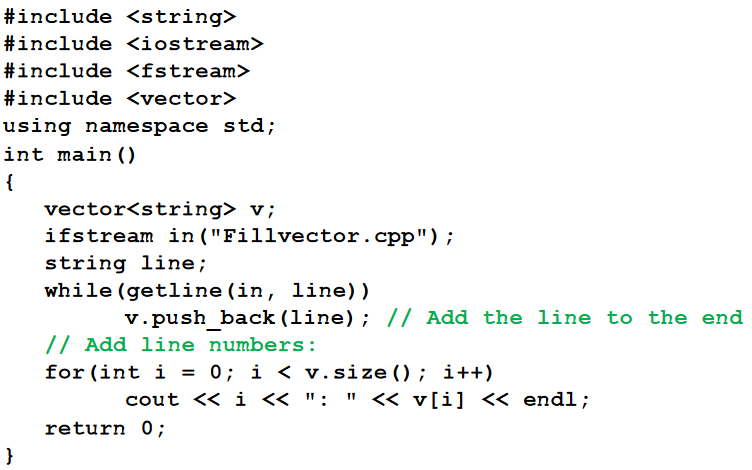 #include <string>
#include <iostream>
#include <fstream>
#include <vector>
using namespace std;
int main()
{
vector<string> v;
ifstream in("Fillvector.cpp");
string line;
while(getline(in, line))
v.push_back(line); // Add the line to the end
// Add line numbers:
for(int i = 0; i < v.size(); i++)
cout << i << ": " << v[i] << endl;
return 0;
}